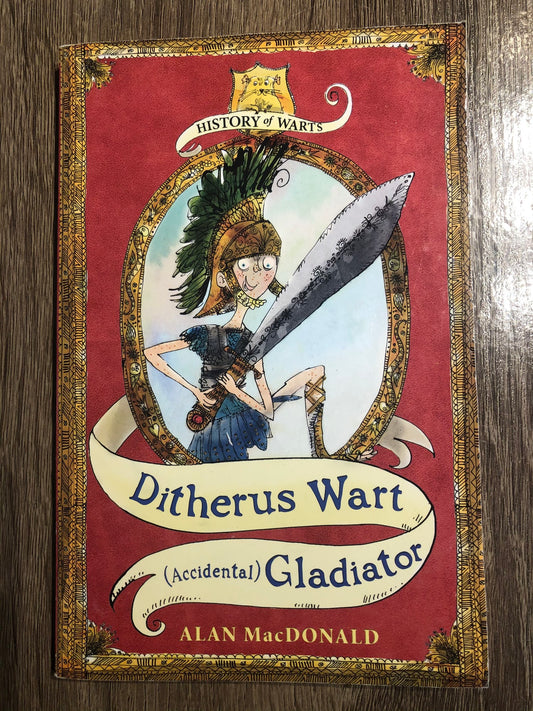 HISTORY of WARTS
Ditherus Wart
(Accidental) Gladiator
ALAN MacDONALD